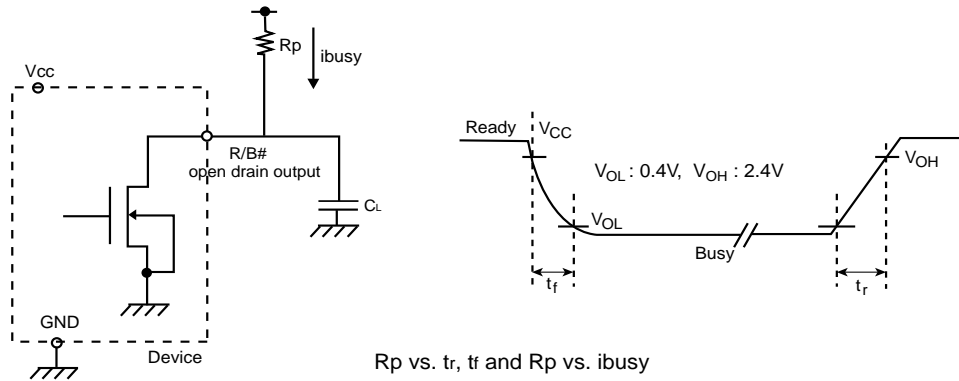 Rp
ibusy
Vcc
R/B#
open drain output
CL
GND
Device
Ready
VCC
VOL : 0.4V, VOH : 2.4V
VOH
VOL
Busy
tf
tr
Rp vs. tr, tf and Rp vs. ibusy